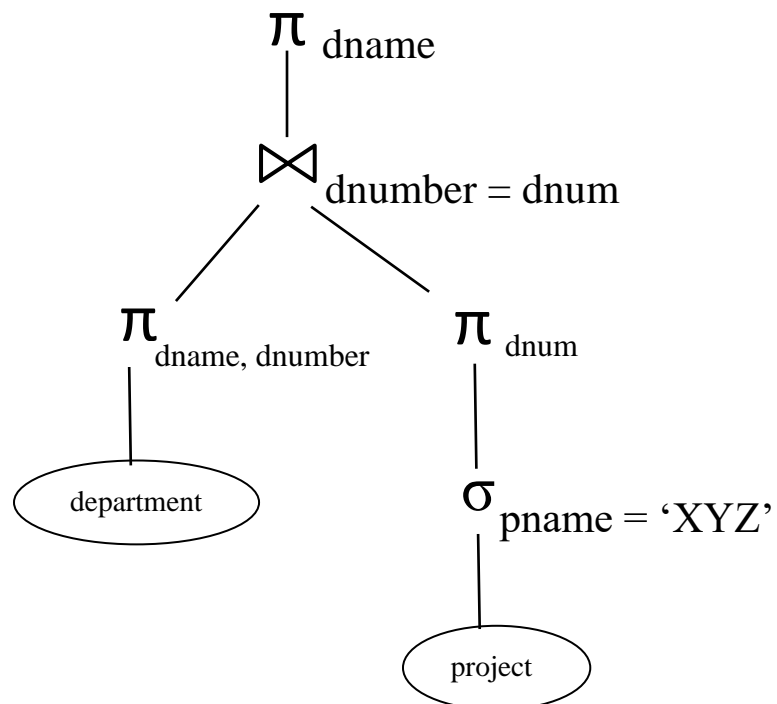 π dname
⋈ dnumber = dnum
π dname, dnumber
π dnum
department
σ pname = ‘XYZ’
project